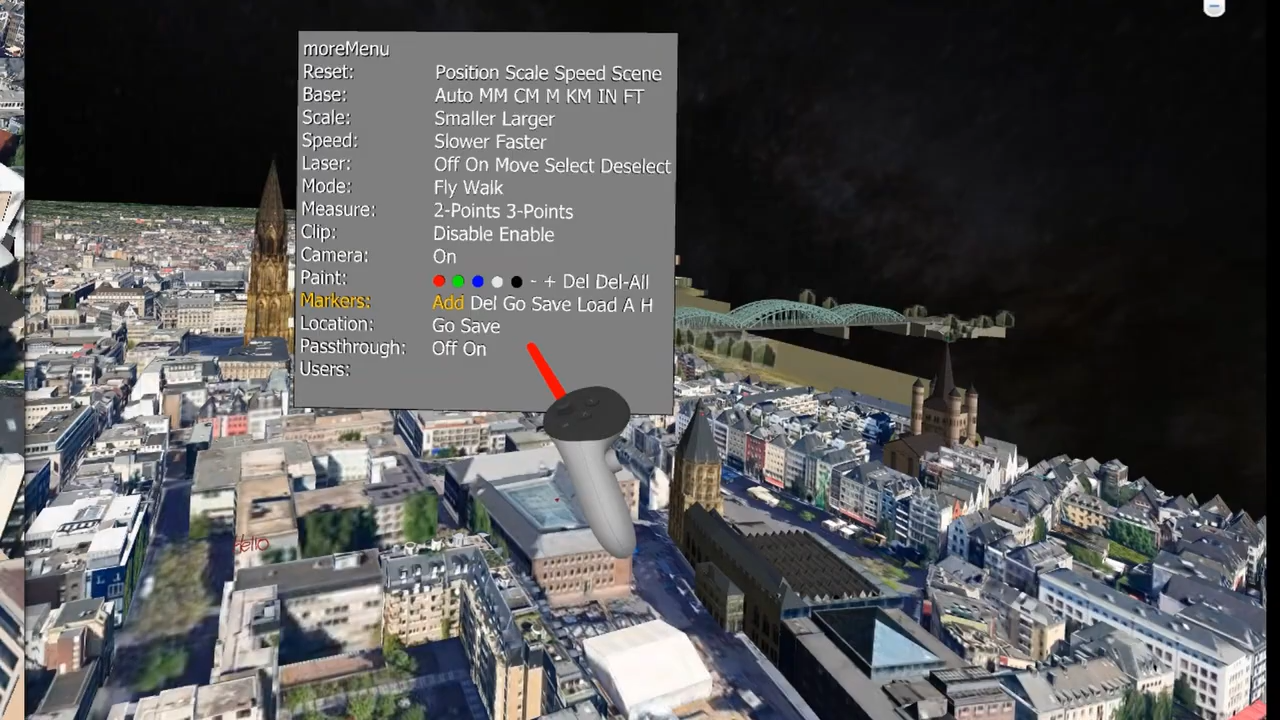 moreMenu
Reset: Position Scale Speed Scene
Base: Auto MM CM M KM IN FT
Scale: Smaller Larger
Speed: Slower Faster
Laser: Off On Move Select Deselect
Mode: Fly Walk
Measure: 2-Points 3-Points
Clip: Disable Enable
Camera: On
Paint: - + Del Del-All
Markers: Add Del Go Save Load A H
Location: Go Save
Passthrough: Off On
Users:
Hello